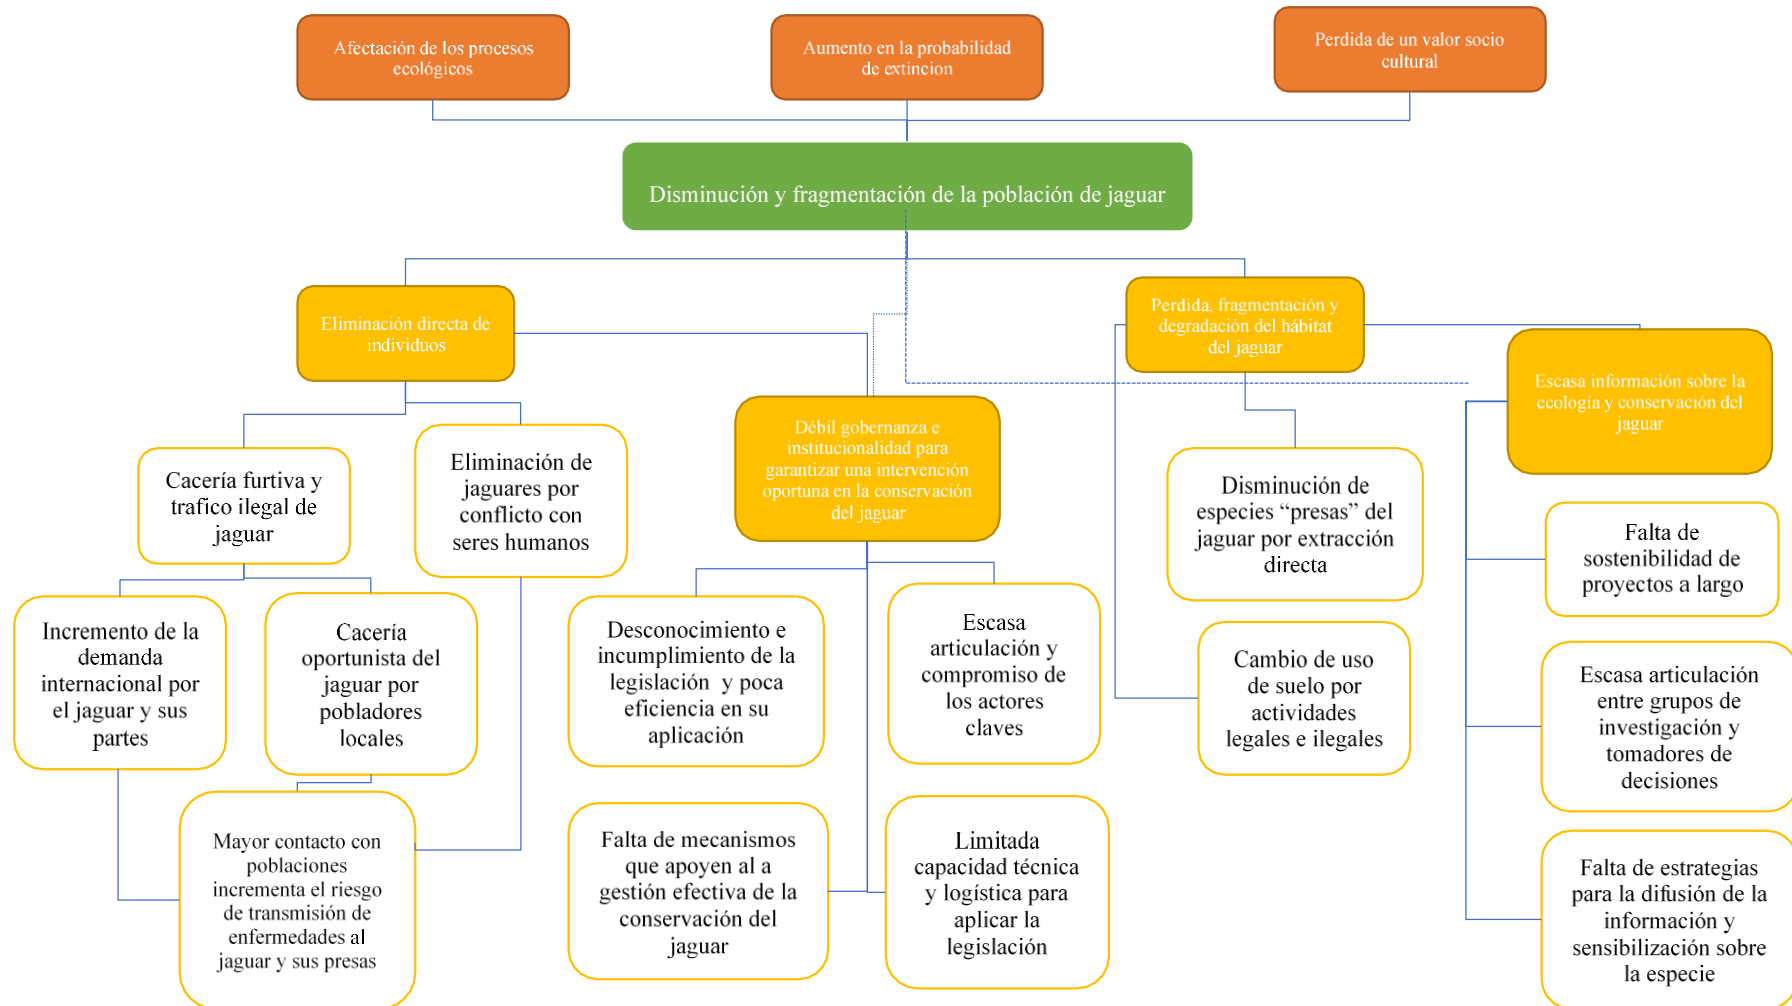 Afectación de los procesos
ecológicos
Aumento en la probabilidad
de extincion
Perdida de un valor socio
cultural
Disminución y fragmentación de la población de jaguar
Eliminación directa de
individuos
Perdida, fragmentación y
degradación del hábitat
del jaguar
Escasa información sobre la
ecología y conservación del
jaguar
Débil gobernanza e
institucionalidad para
garantizar una intervención
oportuna en la conservación
del jaguar
Cacería furtiva y
trafico ilegal de
jaguar
Eliminación de
jaguares por
conflicto con
seres humanos
Disminución de
especies “presas” del
jaguar por extracción
directa
Falta de
sostenibilidad de
proyectos a largo
Incremento de la
demanda
internacional por
el jaguar y sus
partes
Cacería
oportunista del
jaguar por
pobladores
locales
Desconocimiento e
incumplimiento de la
legislación y poca
eficiencia en su
aplicación
Escasa
articulación y
compromiso de
los actores
claves
Cambio de uso
de suelo por
actividades
legales e ilegales
Escasa articulación
entre grupos de
investigación y
tomadores de
decisiones
Mayor contacto con
poblaciones
incrementa el riesgo
de transmisión de
enfermedades al
jaguar y sus presas
Falta de mecanismos
que apoyen al a
gestión efectiva de la
conservación del
jaguar
Limitada
capacidad técnica
y logística para
aplicar la
legislación
Falta de estrategias
para la difusión de la
información y
sensibilización sobre
la especie